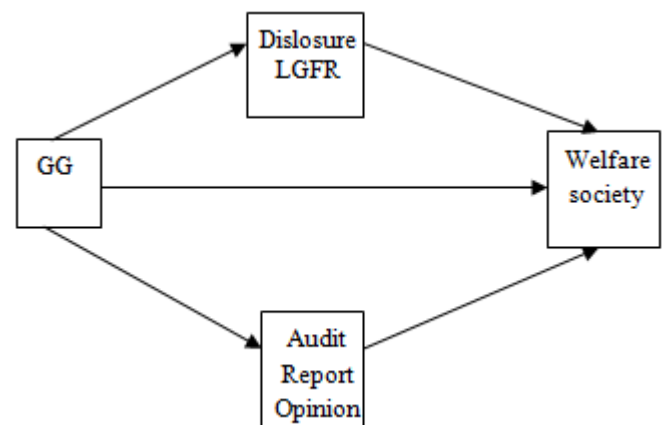 Dislosure
LGFR
GG
Welfare
society
Audit
Report
Opinion